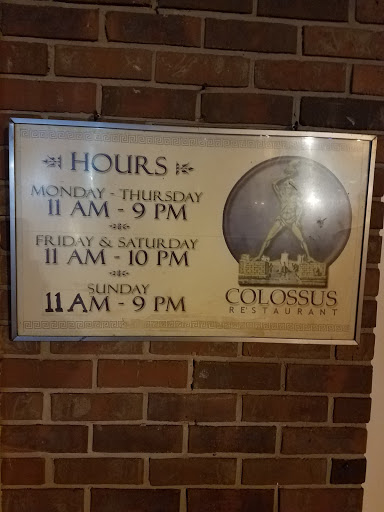 HOURS
MONDAY - THURSDAY
11 AM - 9 PM
FRIDAY & SATURDAY
11 AM - 10 PM
SUNDAY
11 AM - 9 PM
COLOSSUS
RESTAURANT